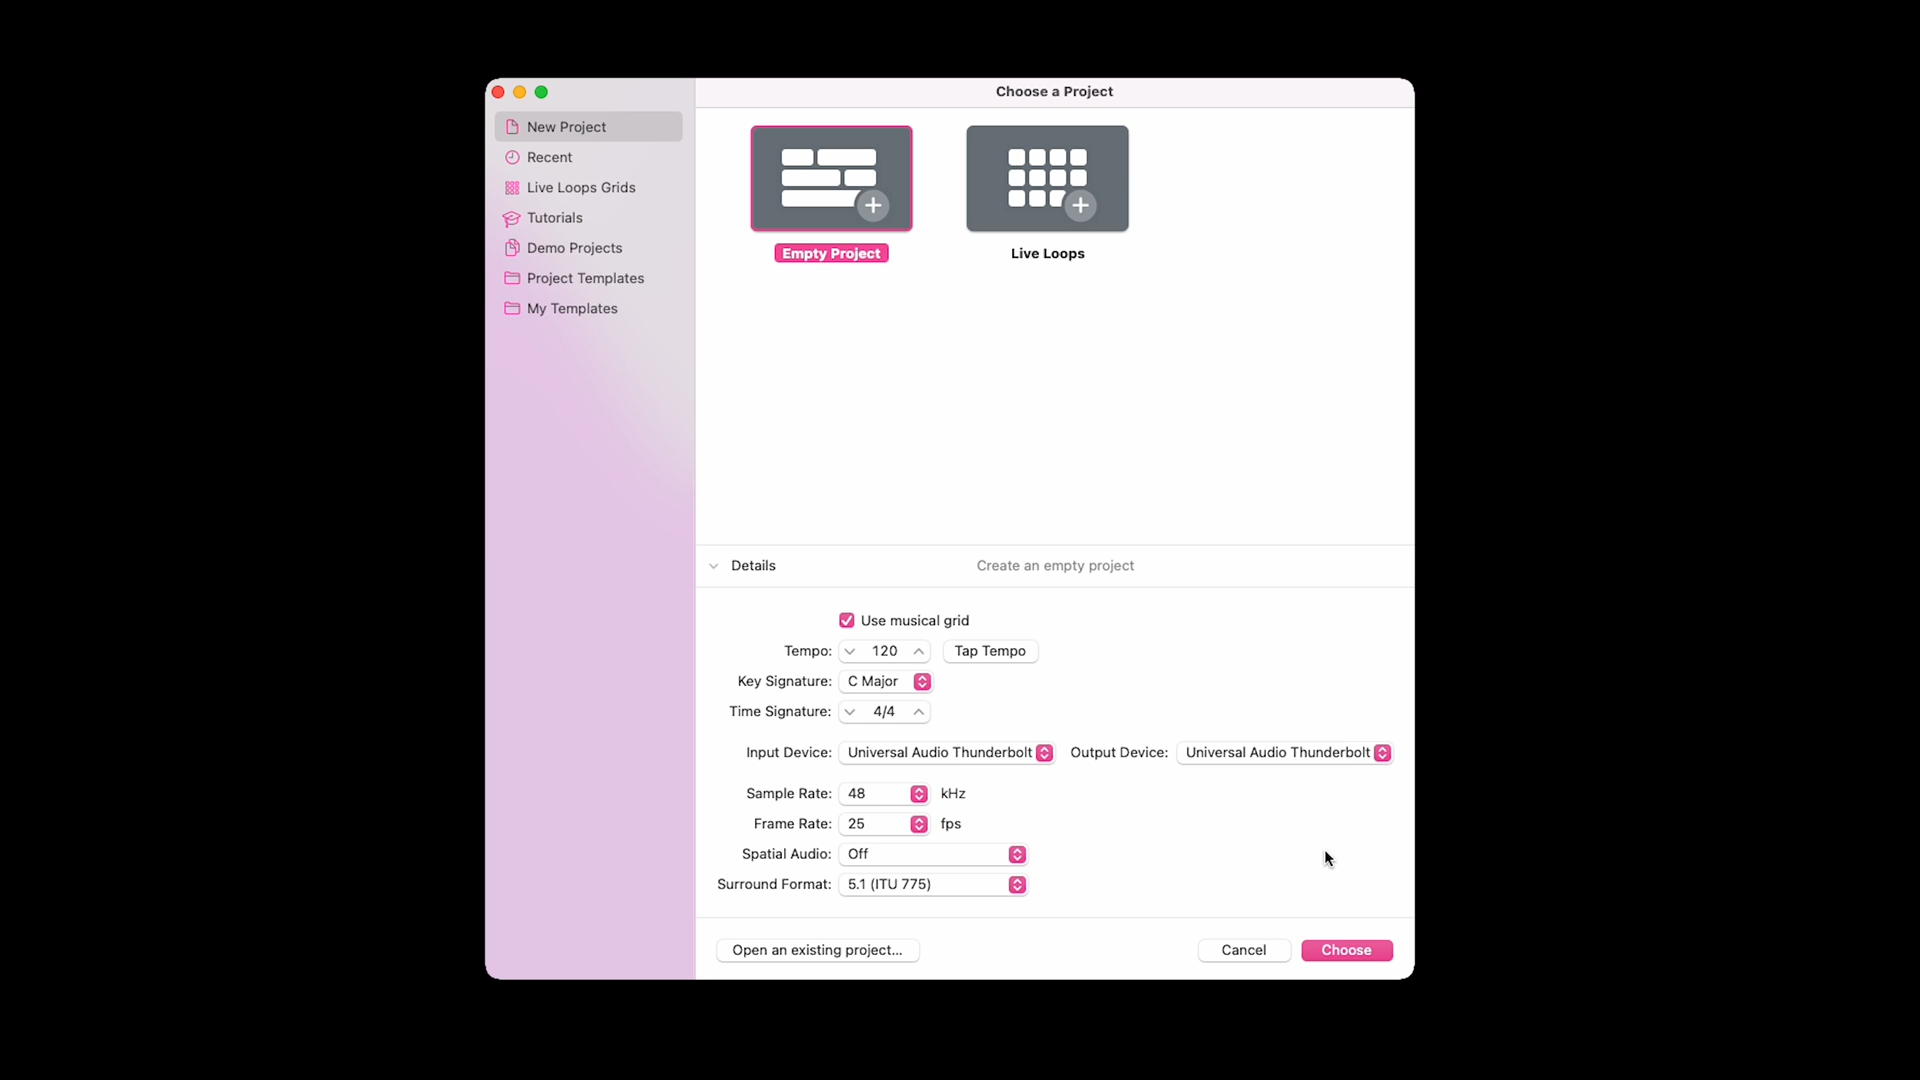 Choose a Project
New Project
Recent
Live Loops Grids
Tutorials
Demo Projects
Project Templates
My Templates
Empty Project
Live Loops
Details
Create an empty project
Use musical grid
Tempo: 120 Tap Tempo
Key Signature: C Major
Time Signature: 4/4
Input Device: Universal Audio Thunderbolt Output Device: Universal Audio Thunderbolt
Sample Rate: 48 kHz
Frame Rate: 25 fps
Spatial Audio: Off
Surround Format: 5.1 (ITU 775)
Open an existing project... Cancel Choose